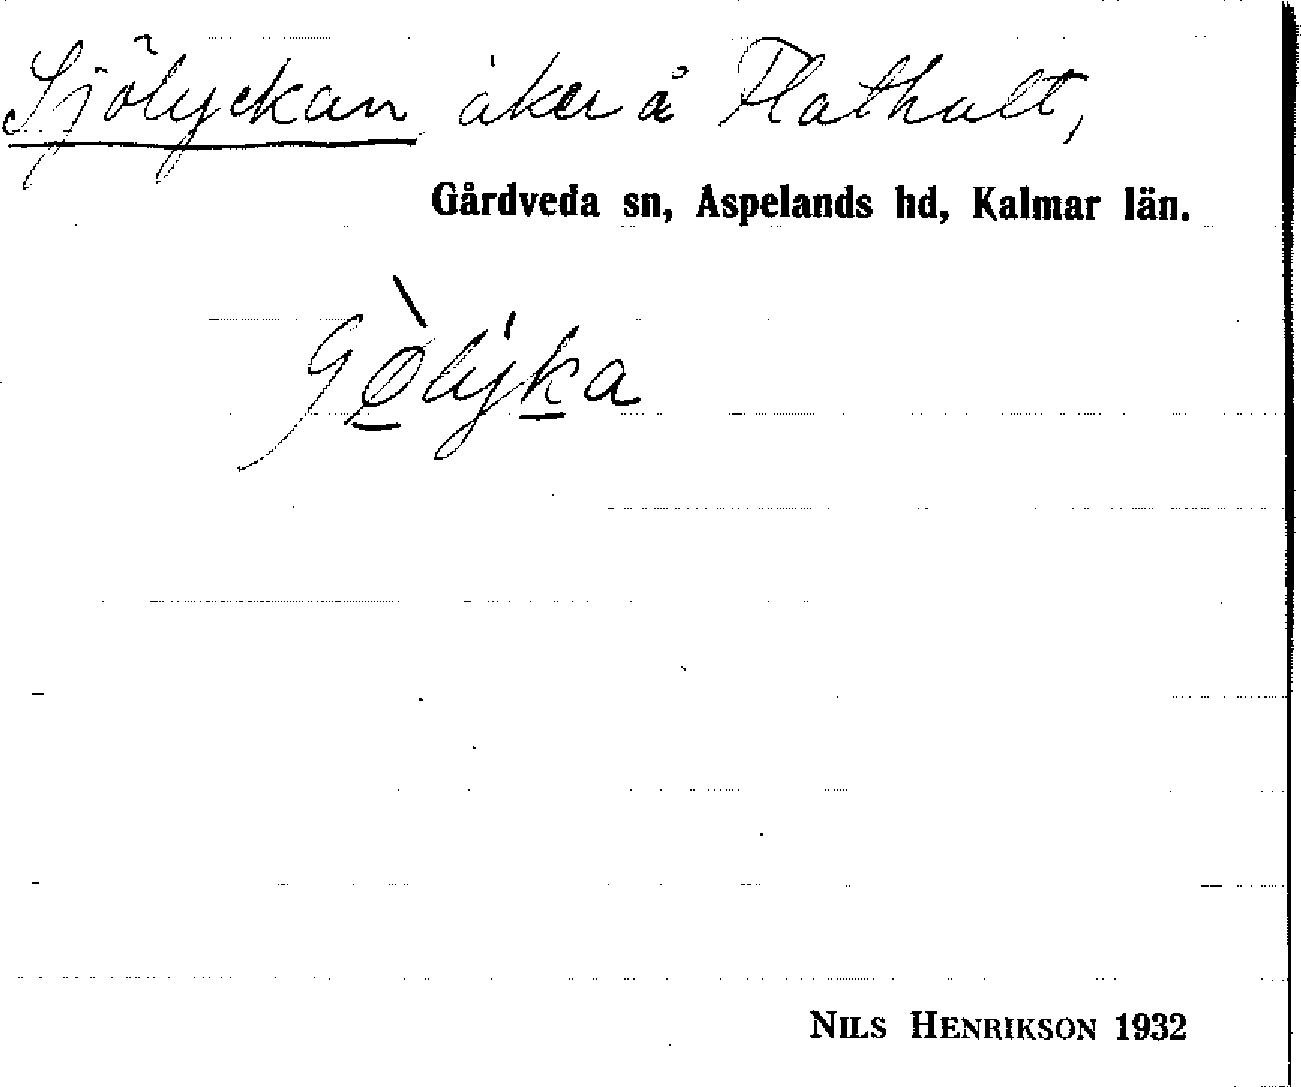 Sjölyckan åker å Flathult,
Gårdveda sn, Aspelands hd, Kalmar län.
NILS HENRIKSON 1932